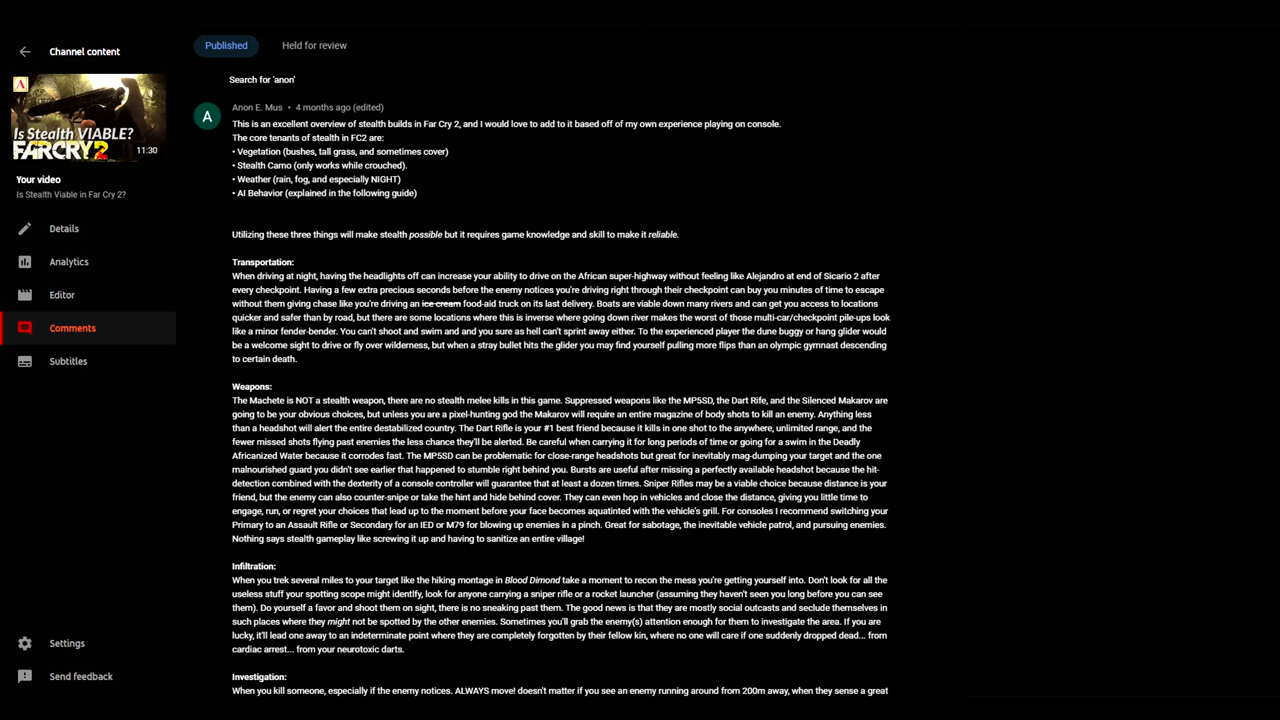 Channel content
Is Stealth VIABLE?
FARCRY2
11:30
Your video
Is Stealth Viable in Far Cry 2?
Details
Analytics
Editor
Comments
Subtitles
Settings
Send feedback
Published
Held for review
Search for 'anon'
A
Anon E. Mus • 4 months ago (edited)
This is an excellent overview of stealth builds in Far Cry 2, and I would love to add to it based off of my own experience playing on console.
The core tenants of stealth in FC2 are:
• Vegetation (bushes, tall grass, and sometimes cover)
• Stealth Camo (only works while crouched).
• Weather (rain, fog, and especially NIGHT)
• AI Behavior (explained in the following guide)
Utilizing these three things will make stealth possible but it requires game knowledge and skill to make it reliable.
Transportation:
When driving at night, having the headlights off can increase your ability to drive on the African super-highway without feeling like Alejandro at end of Sicario 2 after
every checkpoint. Having a few extra precious seconds before the enemy notices you're driving right through their checkpoint can buy you minutes of time to escape
without them giving chase like you're driving an ice cream food-aid truck on its last delivery. Boats are viable down many rivers and can get you access to locations
quicker and safer than by road, but there are some locations where this is inverse where going down river makes the worst of those multi-car/checkpoint pile-ups look
like a minor fender-bender. You can't shoot and swim and and you sure as hell can't sprint away either. To the experienced player the dune buggy or hang glider would
be a welcome sight to drive or fly over wilderness, but when a stray bullet hits the glider you may find yourself pulling more flips than an olympic gymnast descending
to certain death.
Weapons:
The Machete is NOT a stealth weapon, there are no stealth melee kills in this game. Suppressed weapons like the MP5SD, the Dart Rife, and the Silenced Makarov are
going to be your obvious choices, but unless you are a pixel-hunting god the Makarov will require an entire magazine of body shots to kill an enemy. Anything less
than a headshot will alert the entire destabilized country. The Dart Rifle is your #1 best friend because it kills in one shot to the anywhere, unlimited range, and the
fewer missed shots flying past enemies the less chance they'll be alerted. Be careful when carrying it for long periods of time or going for a swim in the Deadly
Africanized Water because it corrodes fast. The MP5SD can be problematic for close-range headshots but great for inevitably mag-dumping your target and the one
malnourished guard you didn't see earlier that happened to stumble right behind you. Bursts are useful after missing a perfectly available headshot because the hit-
detection combined with the dexterity of a console controller will guarantee that at least a dozen times. Sniper Rifles may be a viable choice because distance is your
friend, but the enemy can also counter-snipe or take the hint and hide behind cover. They can even hop in vehicles and close the distance, giving you little time to
engage, run, or regret your choices that lead up to the moment before your face becomes aquatinted with the vehicle's grill. For consoles I recommend switching your
Primary to an Assault Rifle or Secondary for an IED or M79 for blowing up enemies in a pinch. Great for sabotage, the inevitable vehicle patrol, and pursuing enemies.
Nothing says stealth gameplay like screwing it up and having to sanitize an entire village!
Infiltration:
When you trek several miles to your target like the hiking montage in Blood Dimond take a moment to recon the mess you're getting yourself into. Don't look for all the
useless stuff your spotting scope might identify, look for anyone carrying a sniper rifle or a rocket launcher (assuming they haven't seen you long before you can see
them). Do yourself a favor and shoot them on sight, there is no sneaking past them. The good news is that they are mostly social outcasts and seclude themselves in
such places where they might not be spotted by the other enemies. Sometimes you'll grab the enemy(s) attention enough for them to investigate the area. If you are
lucky, it'll lead one away to an indeterminate point where they are completely forgotten by their fellow kin, where no one will care if one suddenly dropped dead... from
cardiac arrest... from your neurotoxic darts.
Investigation:
When you kill someone, especially if the enemy notices. ALWAYS move! doesn't matter if you see an enemy running around from 200m away, when they sense a great